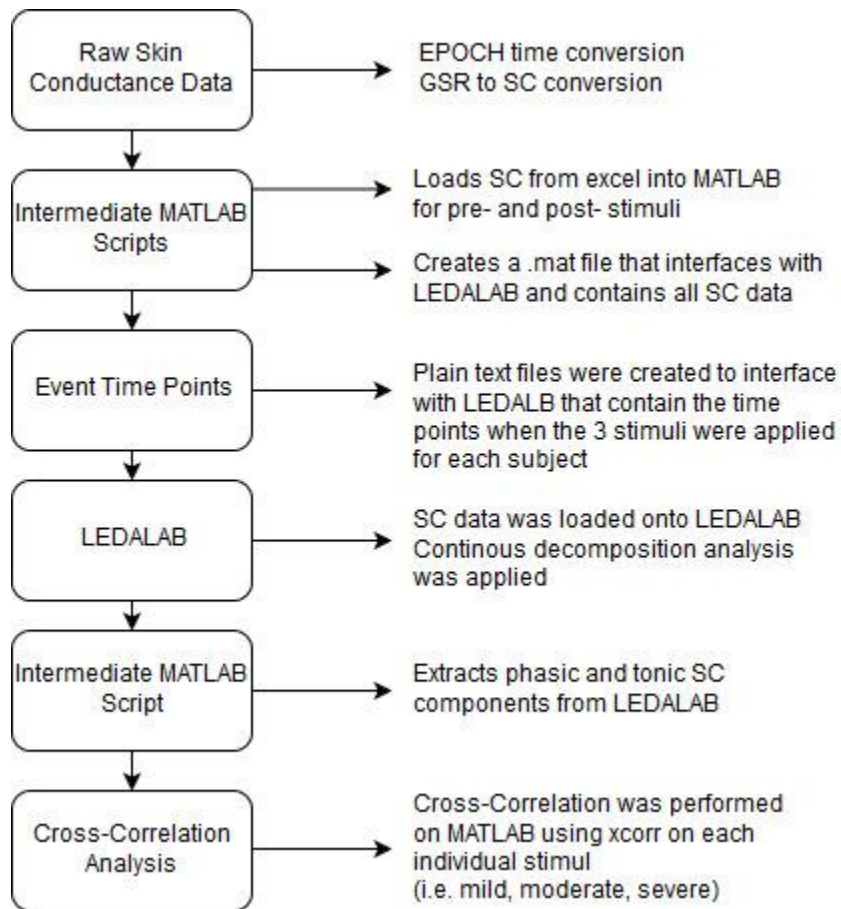 Raw Skin
Conductance Data
EPOCH time conversion
GSR to SC conversion
Intermediate MATLAB
Scripts
Loads SC from excel into MATLAB
for pre- and post- stimuli
Creates a .mat file that interfaces with
LEDALAB and contains all SC data
Event Time Points
Plain text files were created to interface
with LEDALB that contain the time
points when the 3 stimuli were applied
for each subject
LEDALAB
SC data was loaded onto LEDALAB
Continous decomposition analysis
was applied
Intermediate MATLAB
Script
Extracts phasic and tonic SC
components from LEDALAB
Cross-Correlation
Analysis
Cross-Correlation was performed
on MATLAB using xcorr on each
individual stimul
(i.e. mild, moderate, severe)